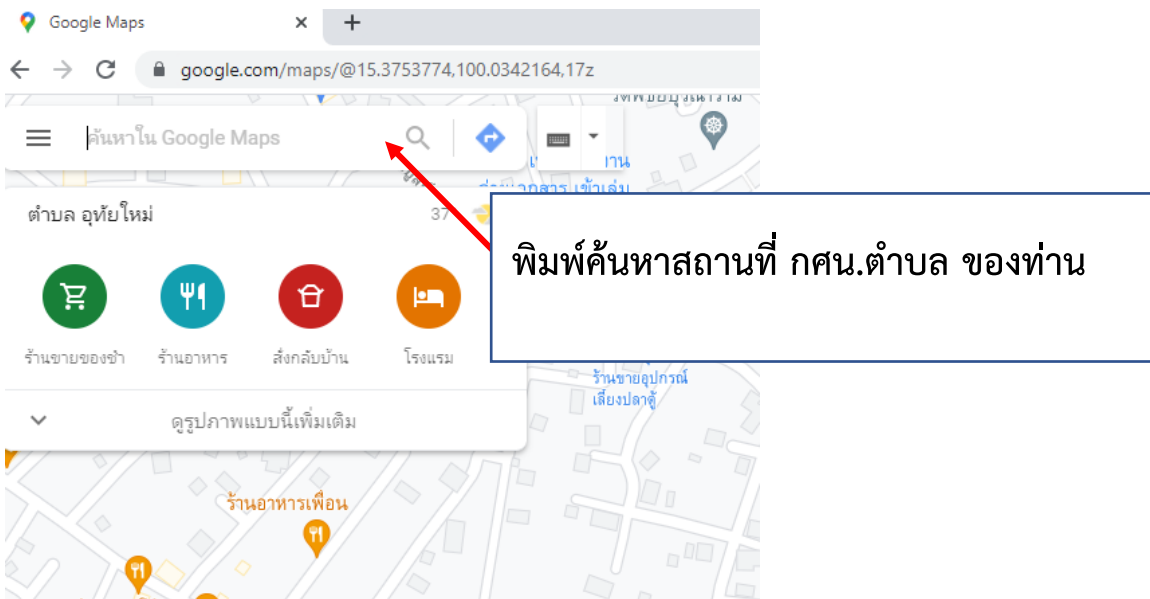 Google Maps
google.com/maps/@15.3753774,100.0342164,17z
ค้นหาใน Google Maps
ตำบล อุทัยใหม่
37
พิมพ์ค้นหาสถานที่ กศน.ตำบล ของท่าน
ร้านขายของชำ
ร้านอาหาร
สั่งกลับบ้าน
โรงแรม
ร้านขายอุปกรณ์
เลี้ยงปลาตู้
ดูรูปภาพแบบนี้เพิ่มเติม
ร้านอาหารเพื่อน